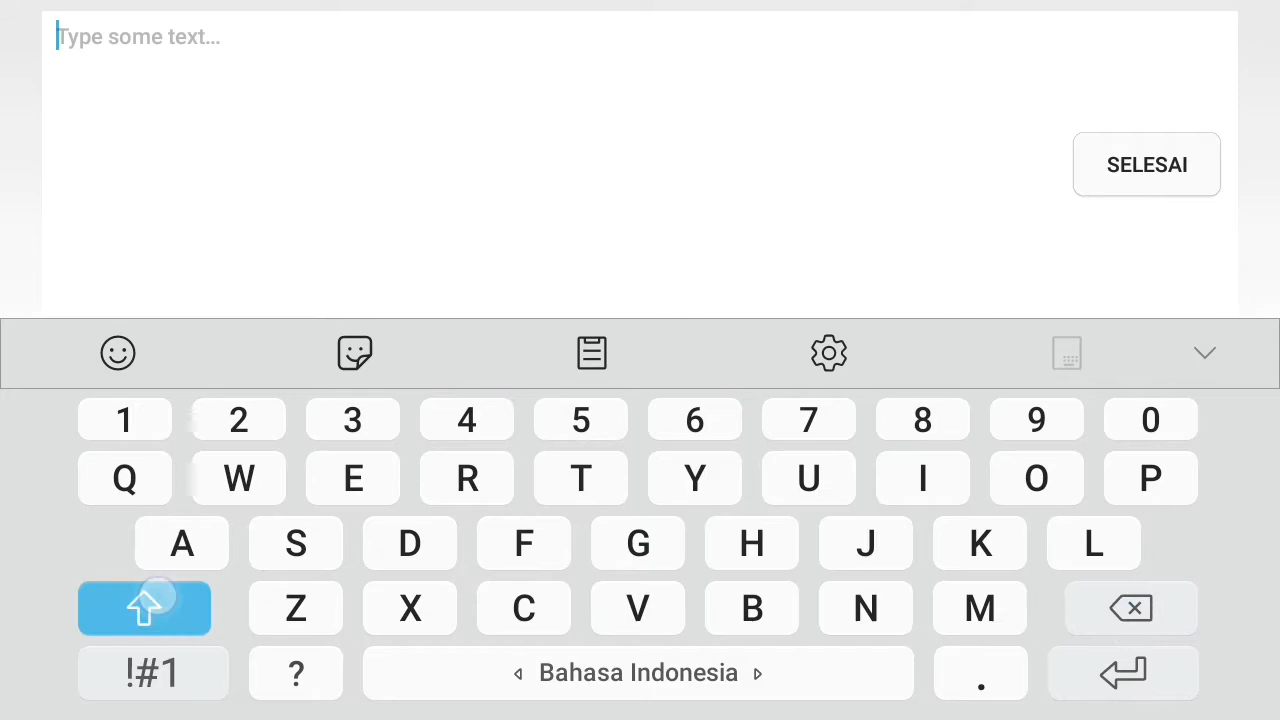 Type some text...
SELESAI
1 2 3 4 5 6 7 8 9 0
Q W E R T Y U I O P
A S D F G H J K L
Z X C V B N M
!#1 ? Bahasa Indonesia .